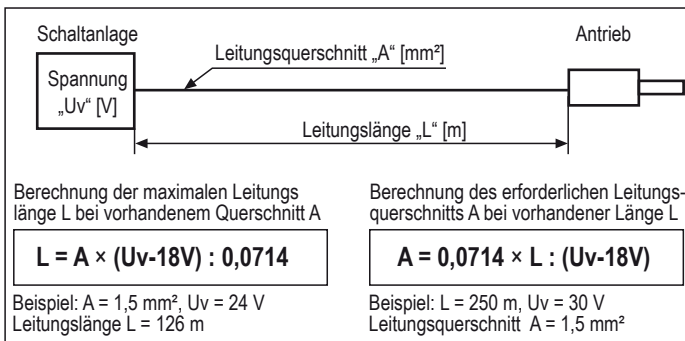 Schaltanlage
Antrieb
Leitungsquerschnitt „A“ [mm²]
Spannung
„Uv“ [V]
Leitungslänge „L“ [m]
Berechnung der maximalen Leitungs
länge L bei vorhandenem Querschnitt A
L = A × (Uv-18V) : 0,0714
Beispiel: A = 1,5 mm², Uv = 24 V
Leitungslänge L = 126 m
Berechnung des erforderlichen Leitungs-
querschnitts A bei vorhandener Länge L
A = 0,0714 × L : (Uv-18V)
Beispiel: L = 250 m, Uv = 30 V
Leitungsquerschnitt A = 1,5 mm²